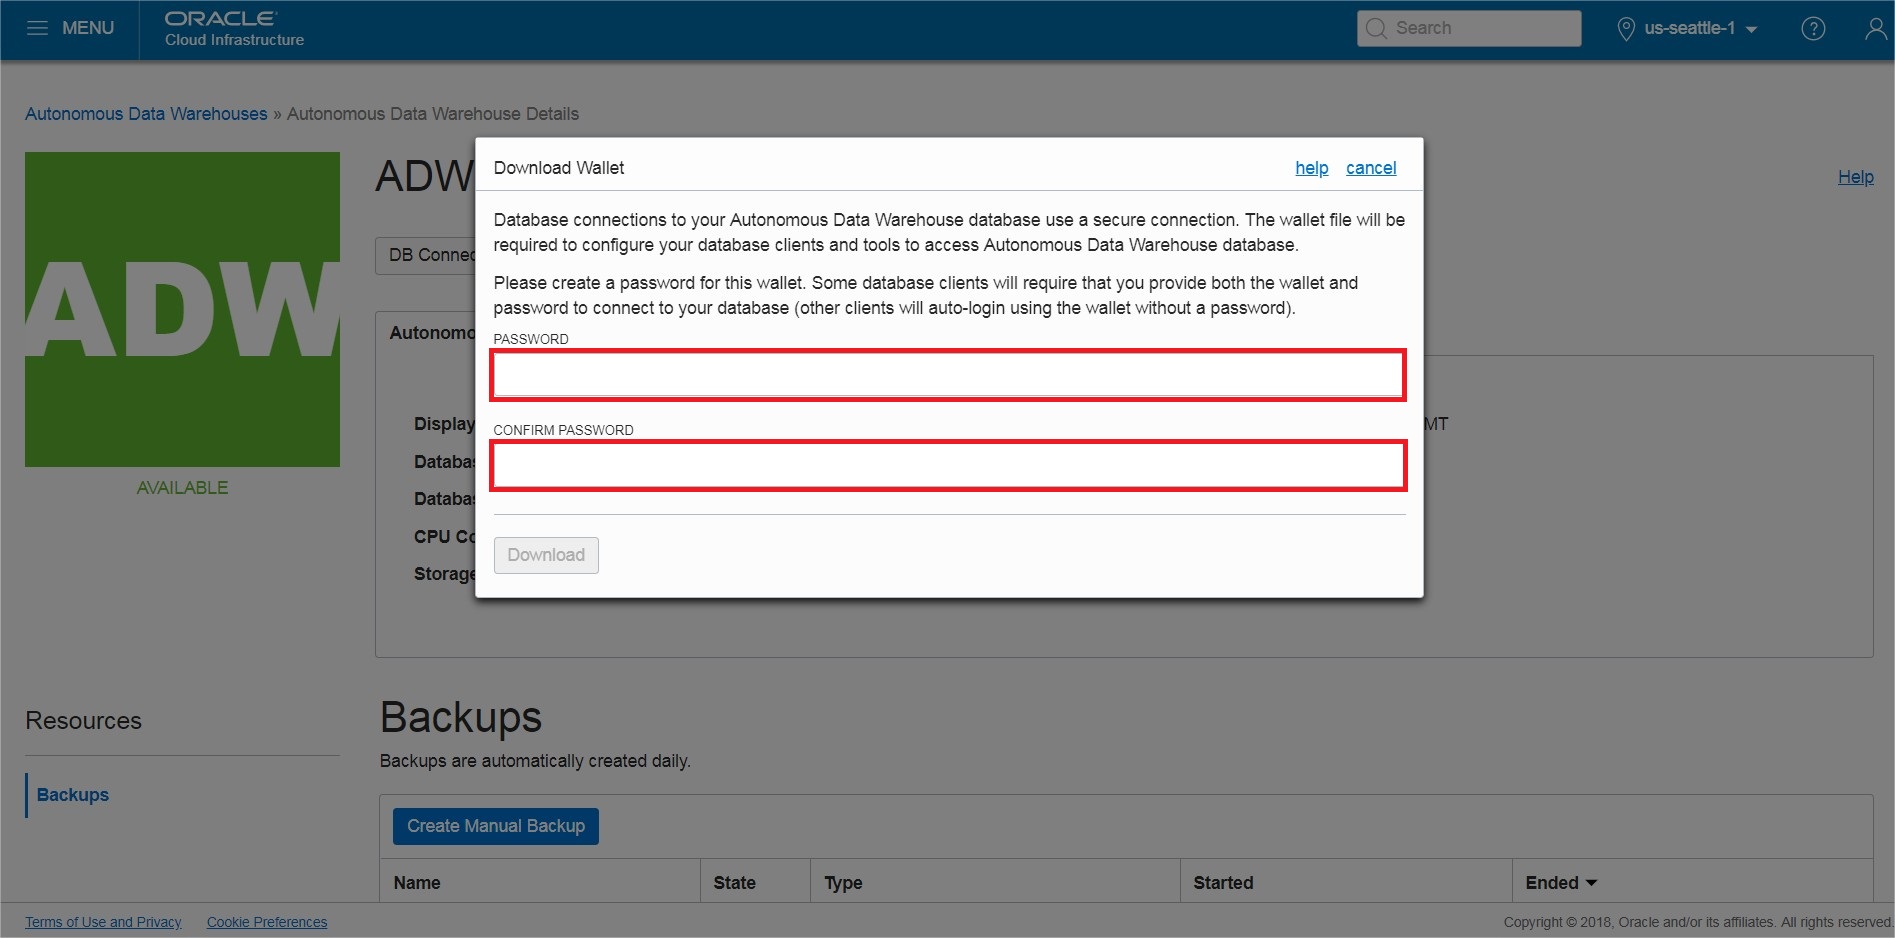 MENU
ORACLE
Cloud Infrastructure
Search
us-seattle-1
Autonomous Data Warehouses » Autonomous Data Warehouse Details
ADW
AVAILABLE
ADW
Help
DB Connec
Autonomo
Display
Databas
Databas
CPU Co
Storage
MT
Download Wallet
help
cancel
Database connections to your Autonomous Data Warehouse database use a secure connection. The wallet file will be
required to configure your database clients and tools to access Autonomous Data Warehouse database.
Please create a password for this wallet. Some database clients will require that you provide both the wallet and
password to connect to your database (other clients will auto-login using the wallet without a password).
PASSWORD
CONFIRM PASSWORD
Download
Resources
Backups
Backups
Backups are automatically created daily.
Create Manual Backup
Name
State
Type
Started
Ended
Terms of Use and Privacy
Cookie Preferences
Copyright © 2018, Oracle and/or its affiliates. All rights reserved.